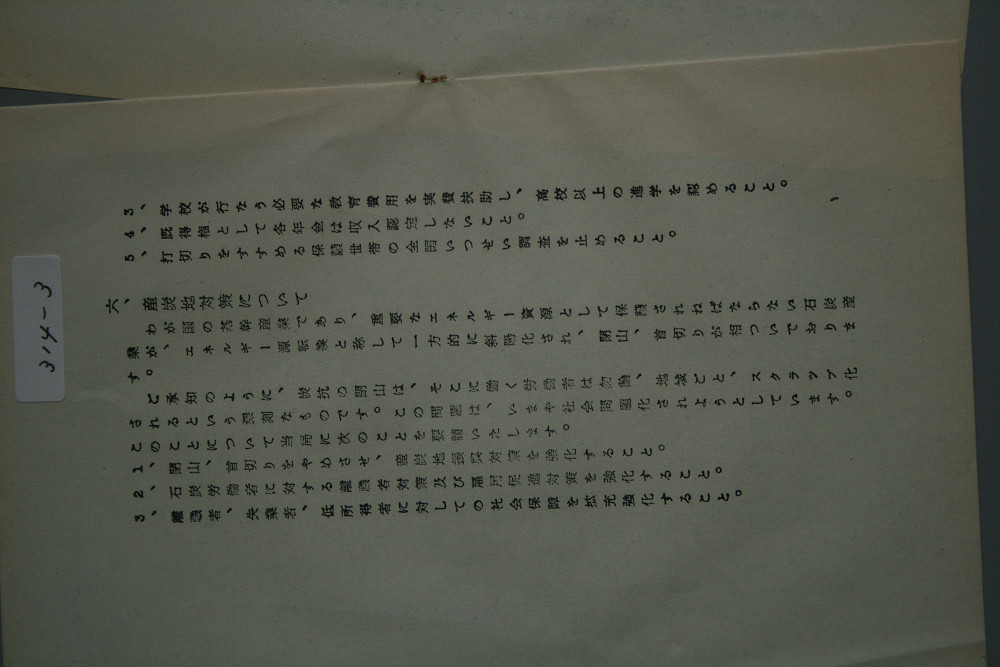 3、学校が行なう必要な教育費用を実費扶助し、高校以上の進学を認めること。
4、既得権として各年金は収入認定しないこと。
5、打切りをすすめる保護世帯の全国いつせい調査を止めること。
六、産炭地対策について
わが国の基幹産業であり、重要なエネルギー資源として保護されねばならない石炭産
業が、エネルギー源転換と称して一方的に斜陽化され、閉山、首切りが相ついでおりま
す。
ご承知のように、炭坑の閉山は、そこに働く労働者は勿論、地域ごと、スクラップ化
されるという深刻なものです。この問題は、いまや社会問題化されようとしています。
このことについて当局に次のことを要請いたします。
1、閉山、首切りをやめさせ、産炭地振興対策を強化すること。
2、石炭労働者に対する離職者対策及び雇用促進対策を強化すること。
3、離職者、失業者、低所得者に対しての社会保障を拡充強化すること。
314-3